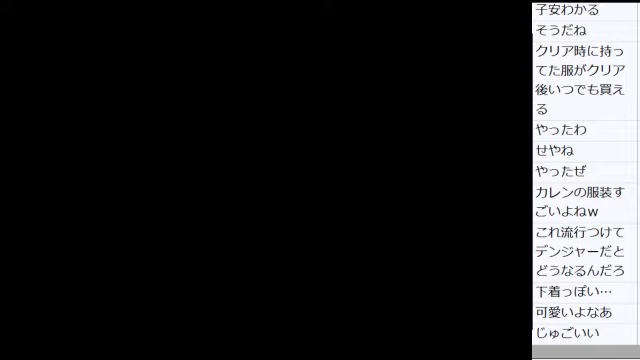 子安わかる
そうだね
クリア時に持っ
てた服がクリア
後いつでも買え
る
やったわ
せやね
やったぜ
カレンの服装す
ごいよねw
これ流行つけて
デンジャーだと
どうなるんだろ
下着っぽい…
可愛いよなあ
じゅごいい